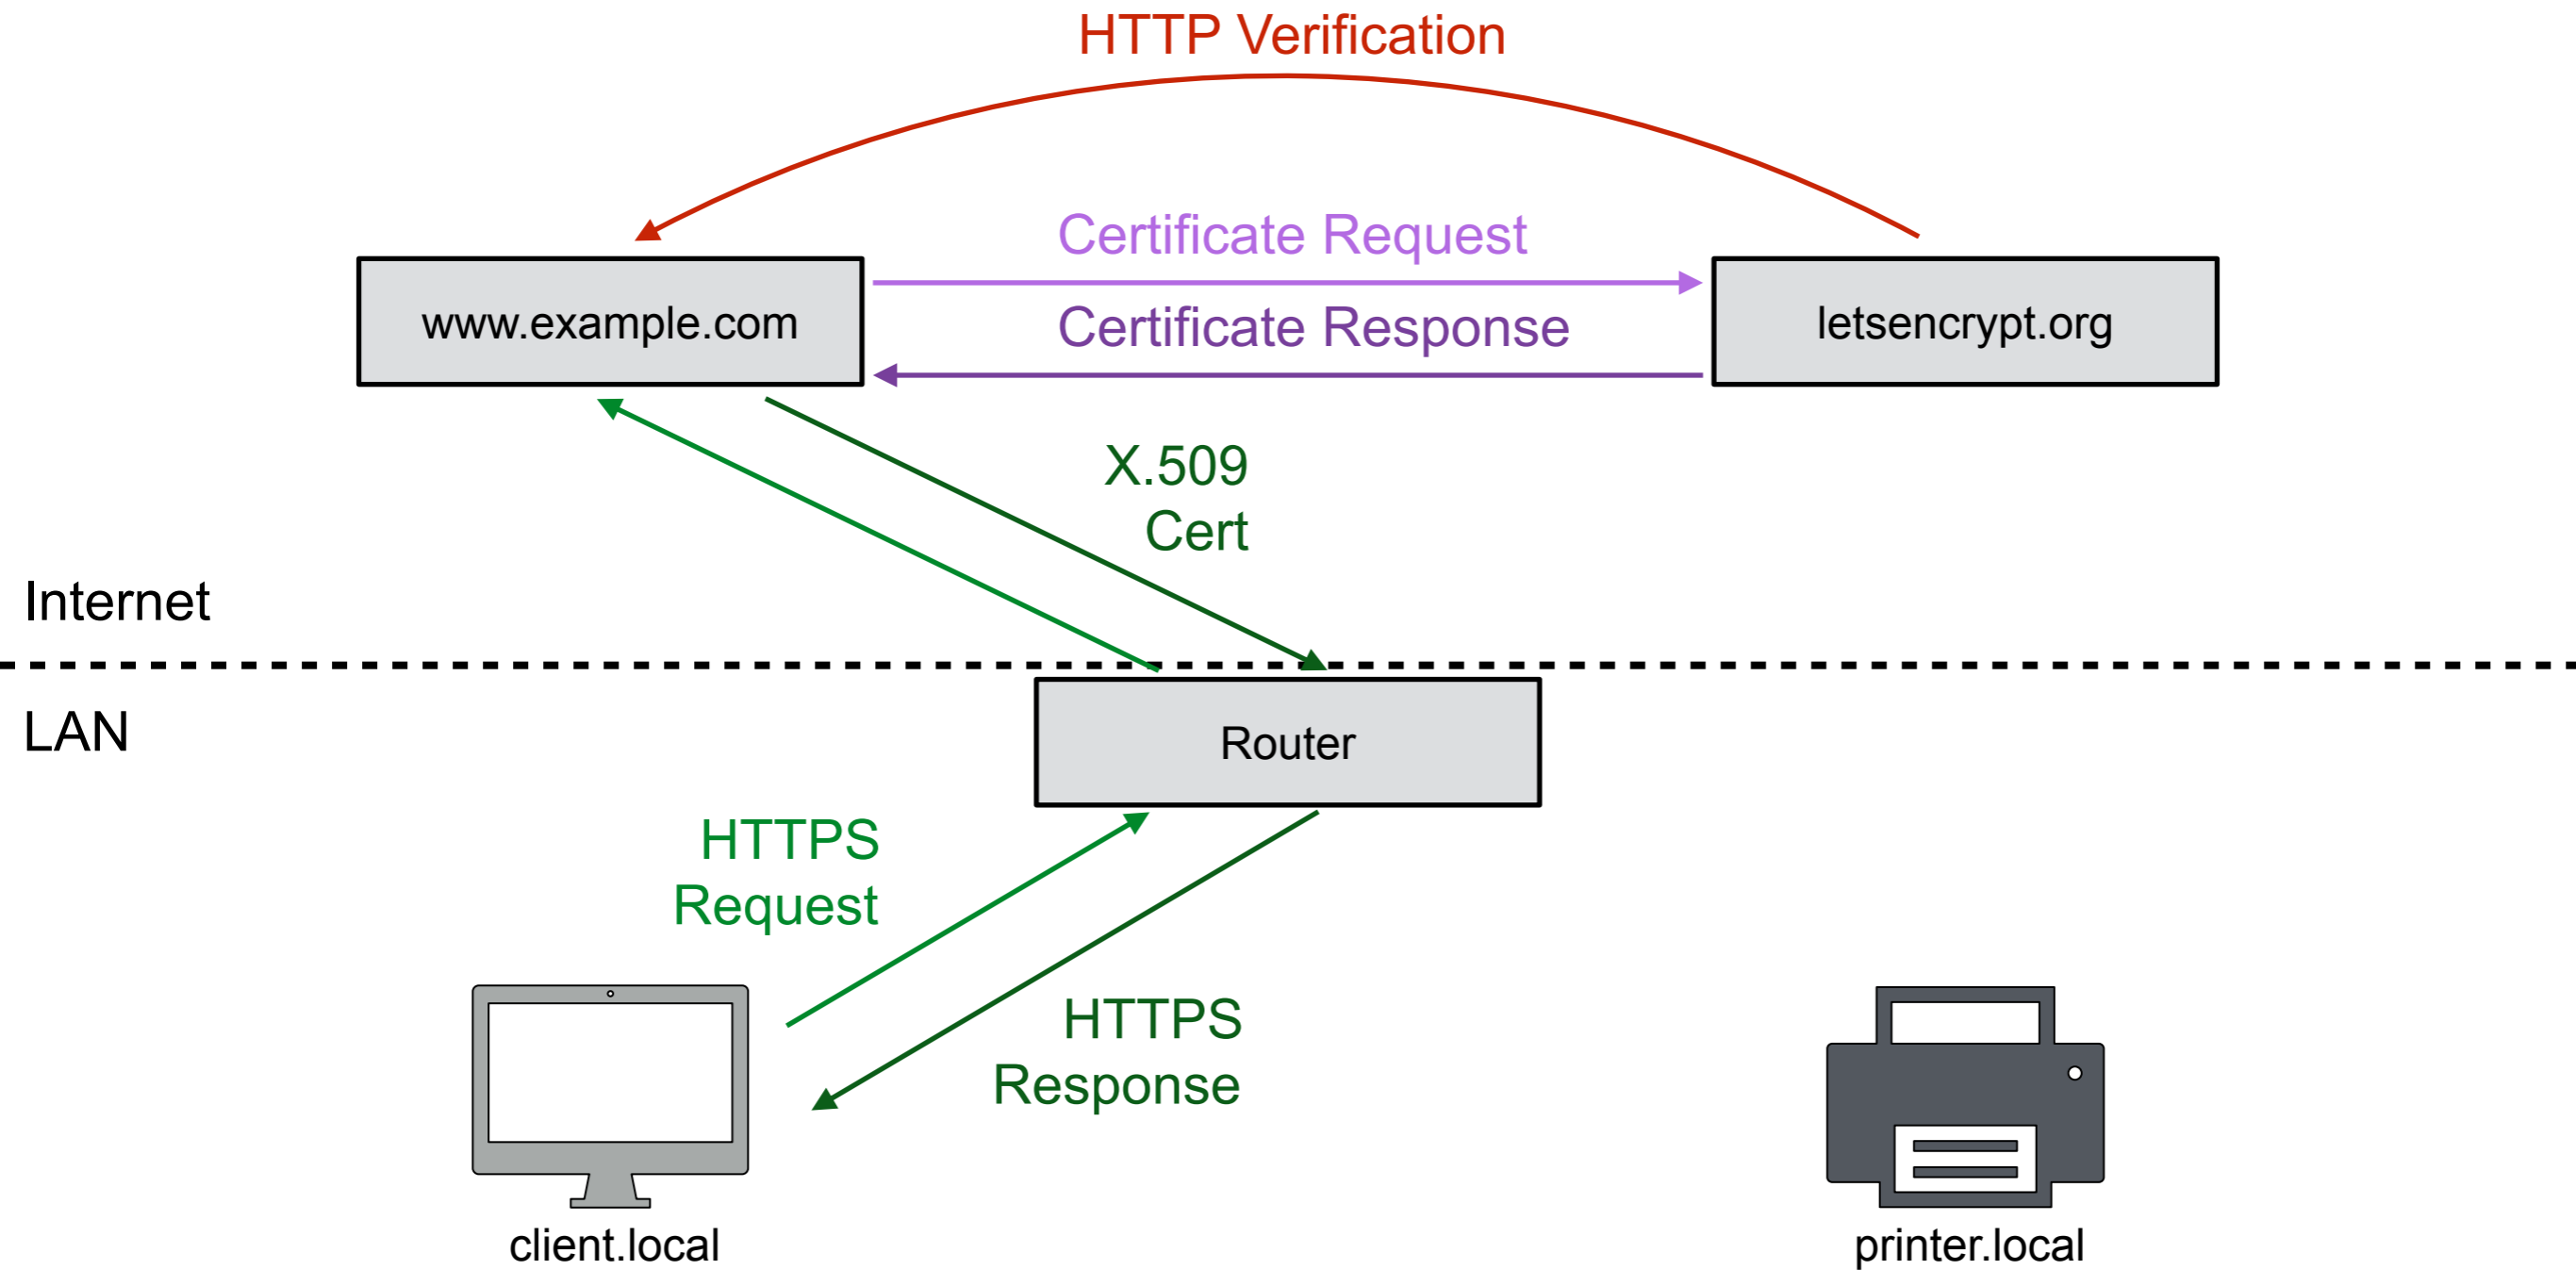 HTTP Verification
Certificate Request
www.example.com
Certificate Response
letsencrypt.org
X.509
Cert
Internet
LAN
Router
HTTPS
Request
HTTPS
Response
client.local
printer.local